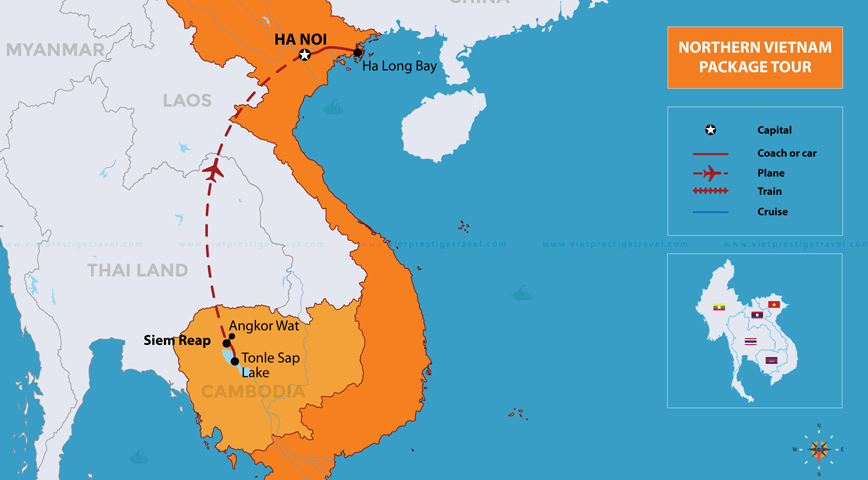 CHINA
MYANMAR
HA NOI
Ha Long Bay
LAOS
NORTHERN VIETNAM
PACKAGE TOUR
Capital
Coach or car
Plane
Train
Cruise
www.vietprestigetravel.com
www.vietprestigetravel.com
www.vietprestigetravel.com
www.vietprestigetravel.com
www.vietprestigetravel.com
THAI LAND
Angkor Wat
Siem Reap
Tonle Sap
Lake
CAMBODIA
N
W
E